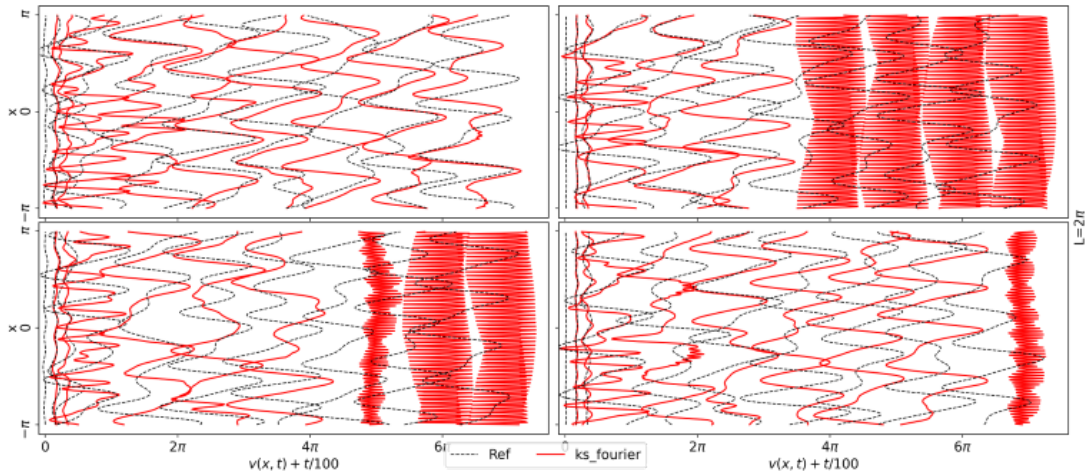 π
x
0
−π
π
x
0
−π
L=2π
0
2π
4π
6π
0
2π
4π
6π
v(x, t) + t/100
Ref
ks_fourier
v(x, t) + t/100